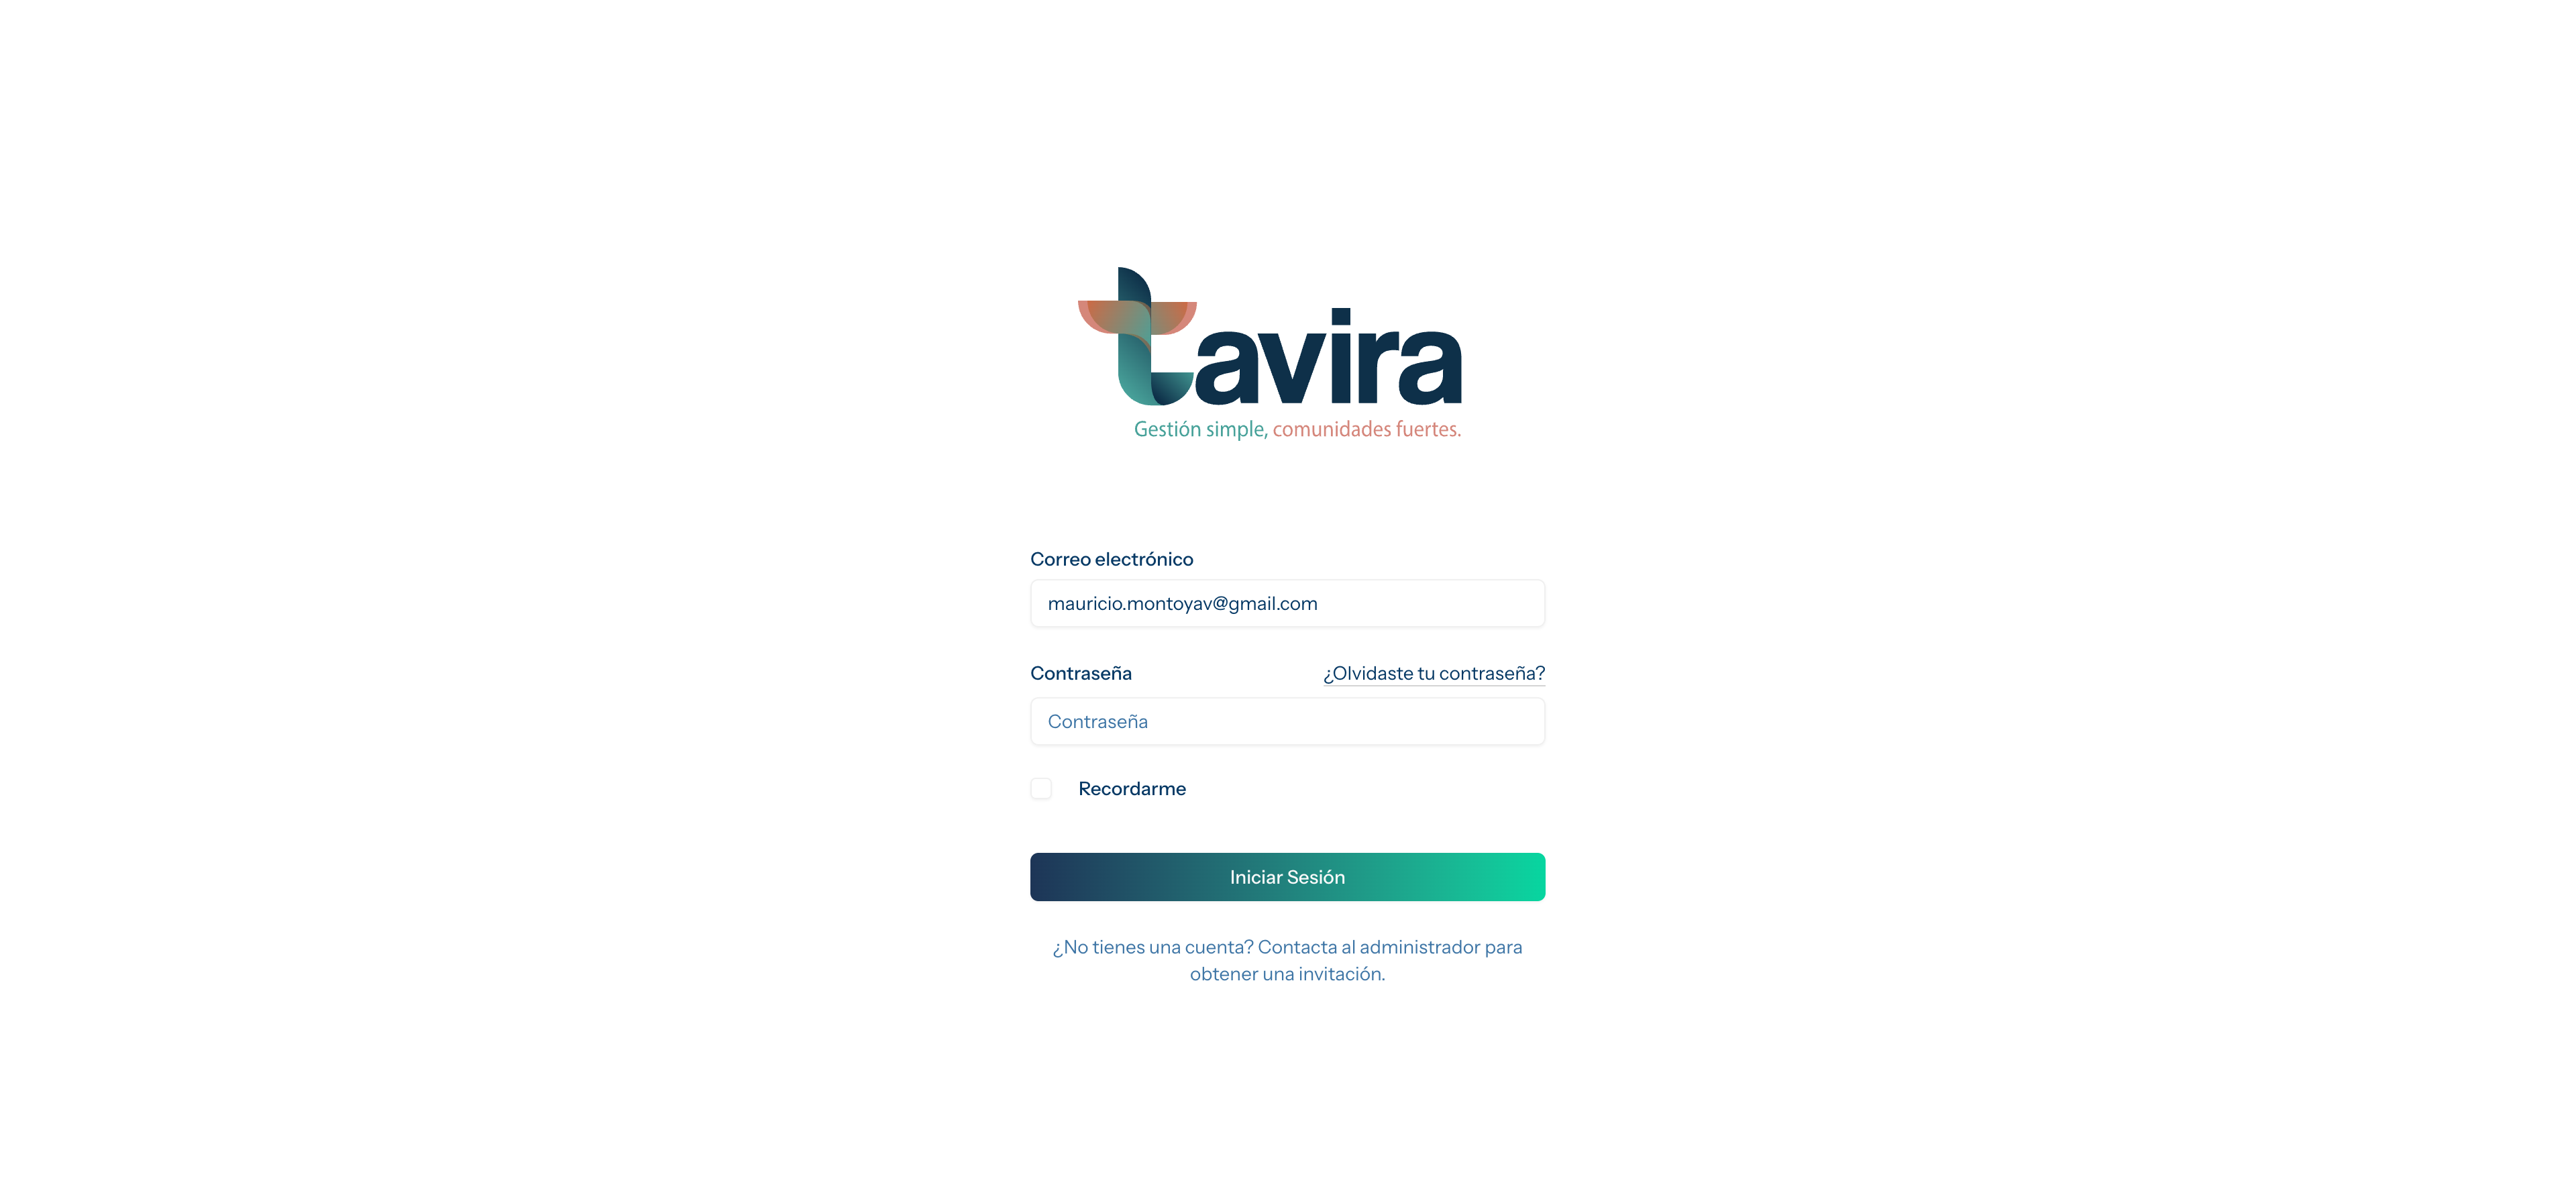 tavira
Gestión simple, comunidades fuertes.
Correo electrónico
mauricio.montoyav@gmail.com
Contraseña ¿Olvidaste tu contraseña?
Contraseña
Recordarme
Iniciar Sesión
¿No tienes una cuenta? Contacta al administrador para
obtener una invitación.